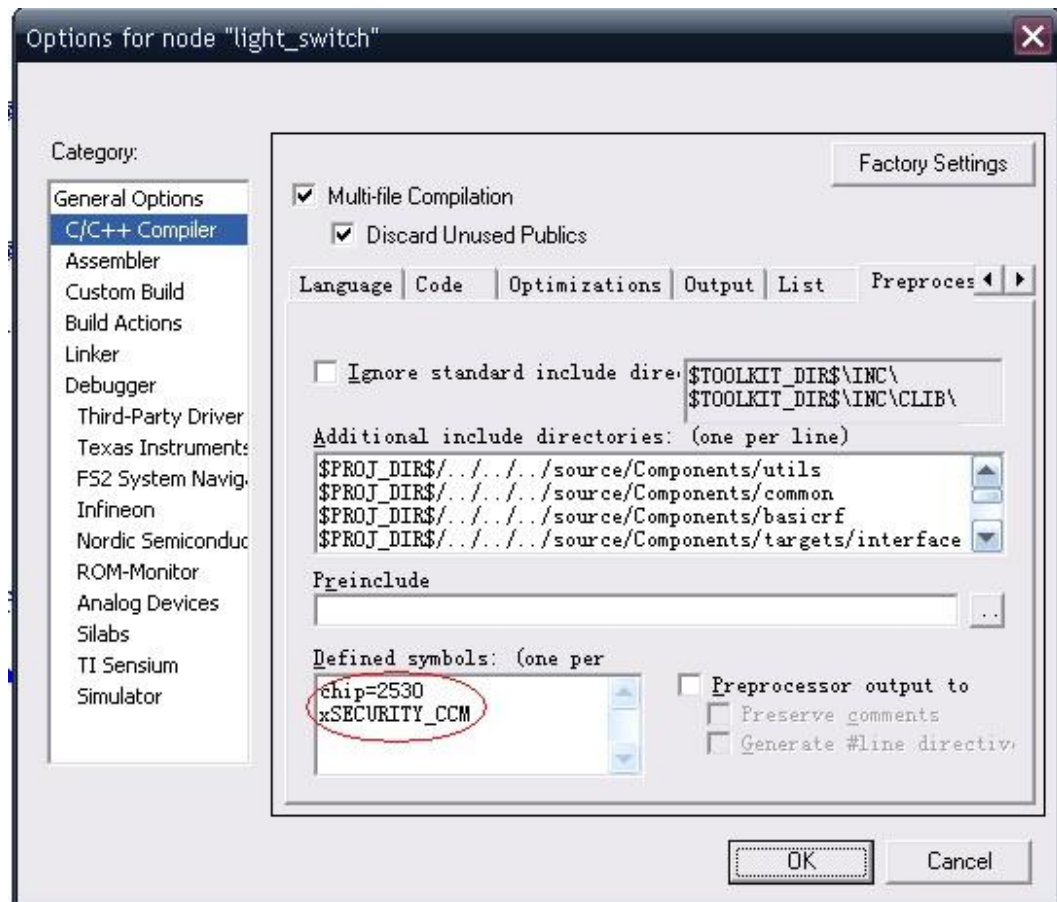 Options for node "light_switch"
Category:
General Options
C/C++ Compiler
Assembler
Custom Build
Build Actions
Linker
Debugger
Third-Party Driver
Texas Instruments
FS2 System Navig
Infineon
Nordic Semiconduc
ROM-Monitor
Analog Devices
Silabs
TI Sensium
Simulator
Factory Settings
Multi-file Compilation
Discard Unused Publics
Language Code Optimizations Output List Preproces
Ignore standard include dire
$TOOLKIT_DIR$\INC\
$TOOLKIT_DIR$\INC\CLIB\
Additional include directories: (one per line)
$PROJ_DIR$/../../../source/Components/utils
$PROJ_DIR$/../../../source/Components/common
$PROJ_DIR$/../../../source/Components/basicrf
$PROJ_DIR$/../../../source/Components/targets/interface
Preinclude
..
Defined symbols: (one per
chip=2530
xSECURITY_CCM
Preprocessor output to
Preserve comments
Generate #line directiv
OK Cancel